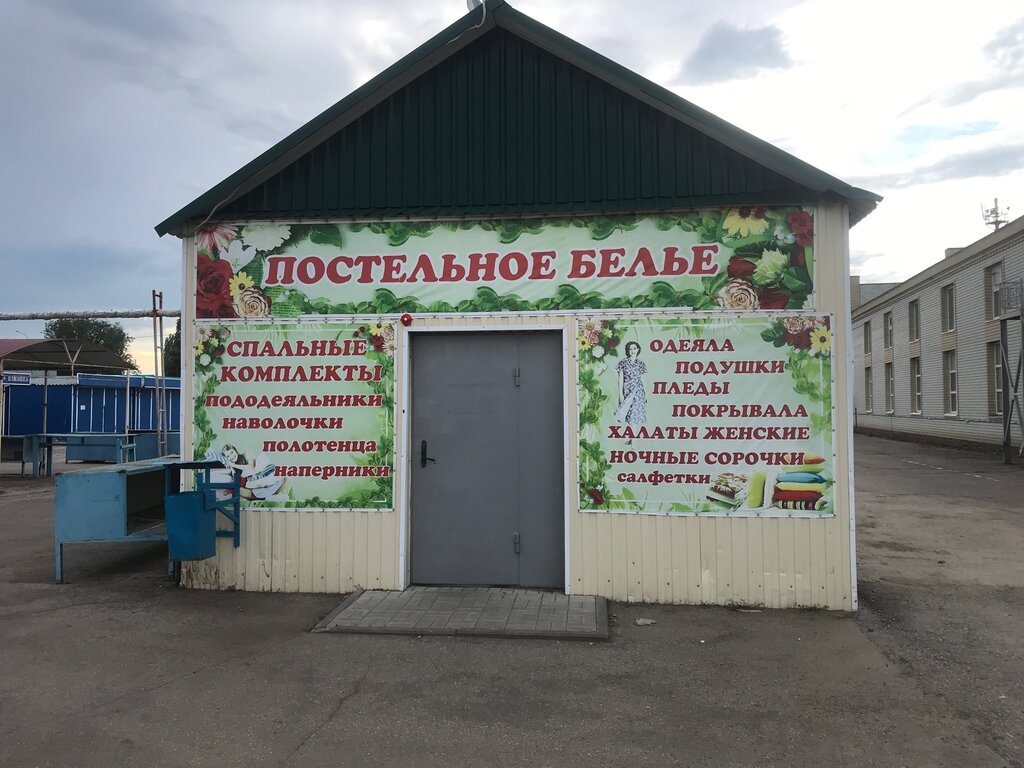 ПОСТЕЛЬНОЕ БЕЛЬЕ
СПАЛЬНЫЕ
КОМПЛЕКТЫ
ПОДОДЕЯЛЬНИКИ
НАВОЛОЧКИ
ПОЛОТЕНЦА
НАПЕРНИКИ
ОДЕЯЛА
ПОДУШКИ
ПЛЕДЫ
ПОКРЫВАЛА
ХАЛАТЫ ЖЕНСКИЕ
НОЧНЫЕ СОРОЧКИ
САЛФЕТКИ